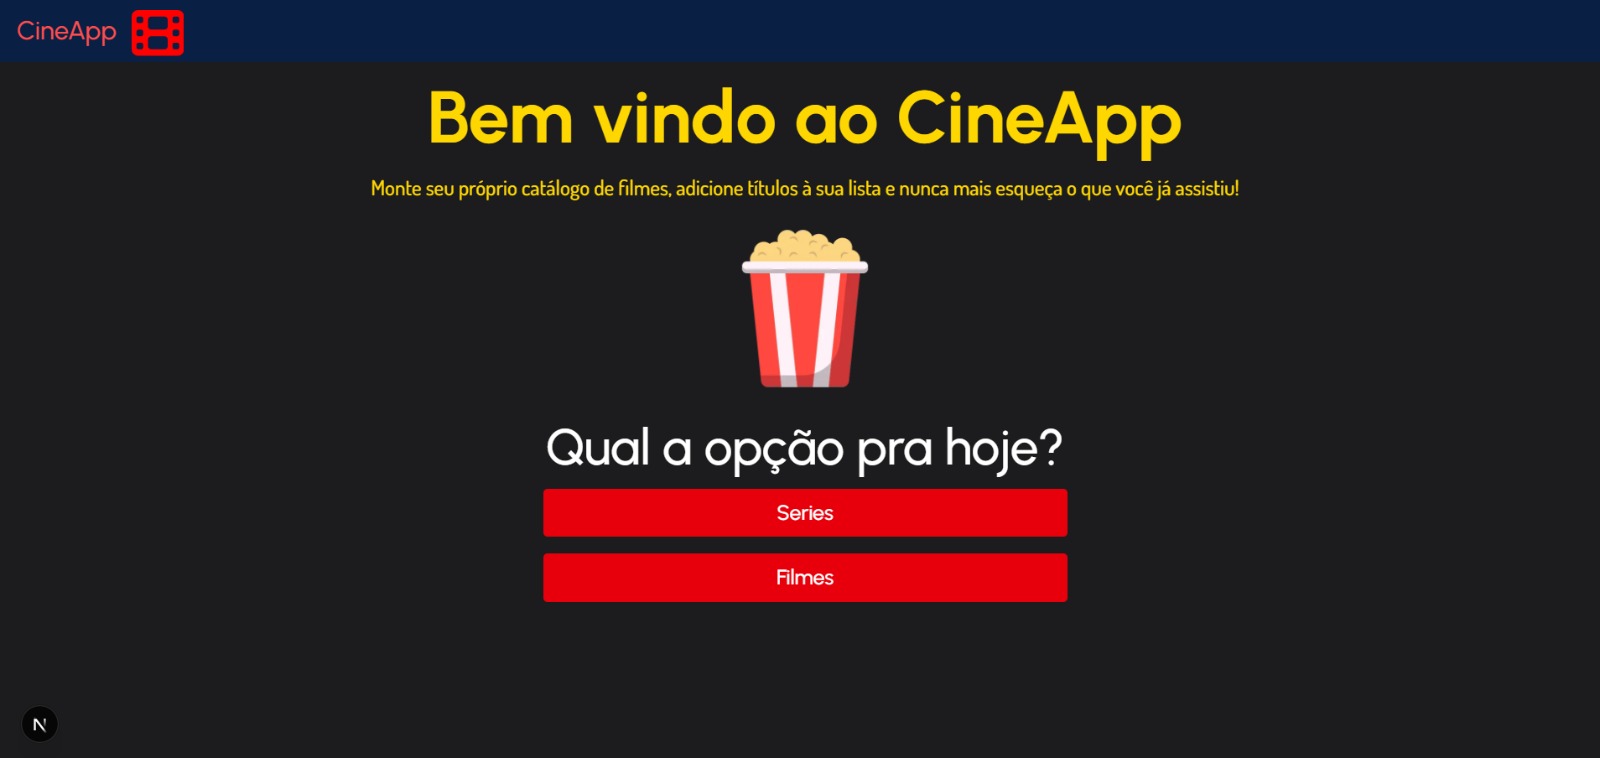 CineApp
Bem vindo ao CineApp
Monte seu próprio catálogo de filmes, adicione títulos à sua lista e nunca mais esqueça o que você já assistiu!
Qual a opção pra hoje?
Series
Filmes
N